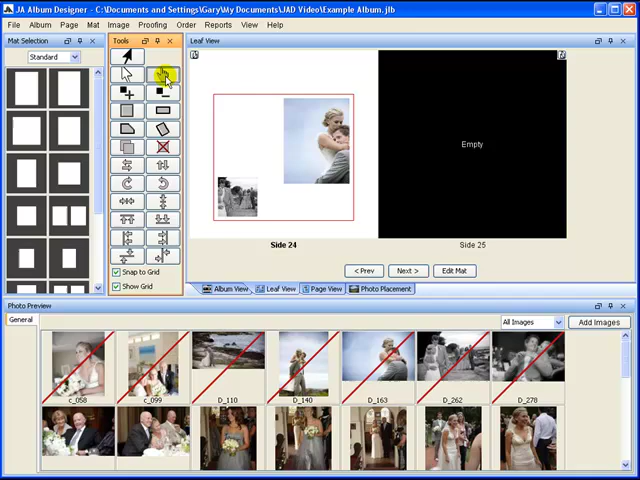 JA Album Designer - C:\Documents and Settings\Gary\My Documents\JAD Video\Example Album.jlb
File Album Page Mat Image Proofing Order Reports View Help
Mat Selection
Tools
Leaf View
Standard
Empty
Snap to Grid
Show Grid
Side 24
Side 25
< Prev
Next >
Edit Mat
Album View
Leaf View
Page View
Photo Placement
Photo Preview
General
All Images
Add Images
c_058
c_099
D_110
D_140
D_163
D_262
D_278